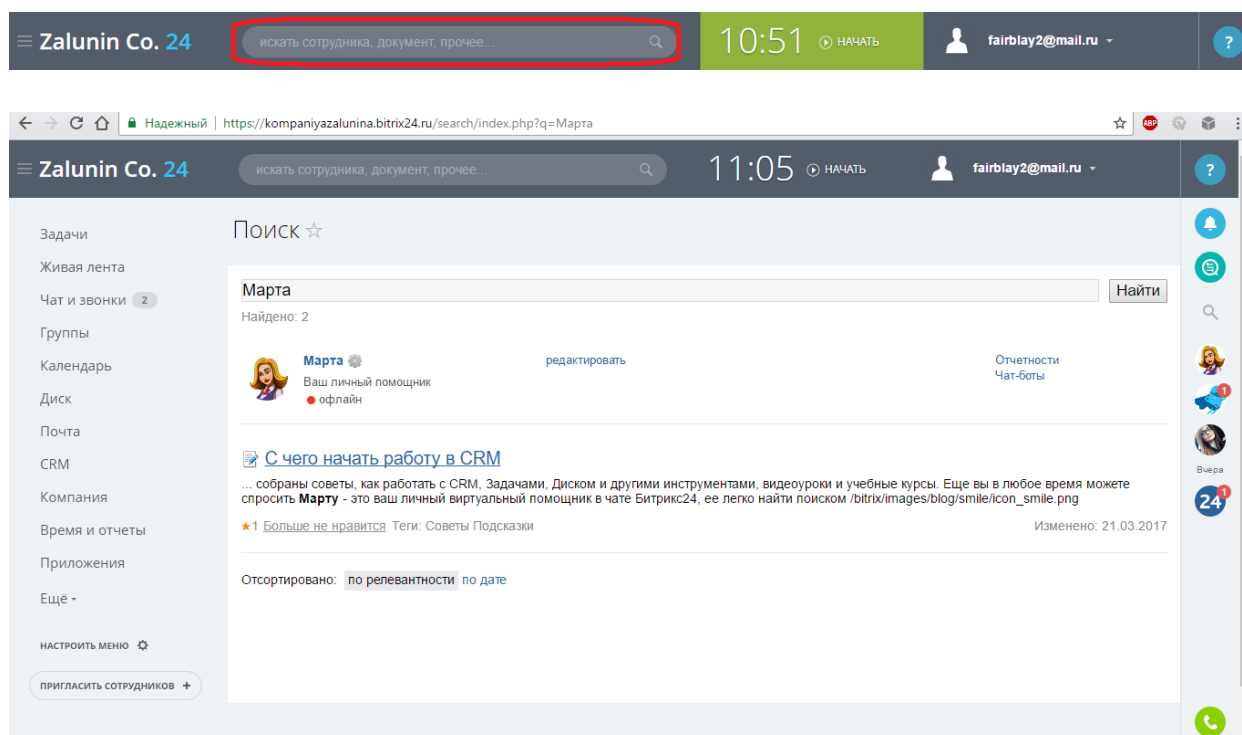 Zalunin Co. 24
искать сотрудника, документ, прочее...
10:51 НАЧАТЬ
fairblay2@mail.ru
?
Надежный
https://kompaniyazalunina.bitrix24.ru/search/index.php?q=Марта
ABP
Zalunin Co. 24
искать сотрудника, документ, прочее...
11:05 НАЧАТЬ
fairblay2@mail.ru
?
Задачи
Живая лента
Чат и звонки 2
Группы
Календарь
Диск
Почта
CRM
Компания
Время и отчеты
Приложения
Ещё
НАСТРОИТЬ МЕНЮ
ПРИГЛАСИТЬ СОТРУДНИКОВ +
Поиск
Марта
Найти
Найдено: 2
Марта
редактировать
Отчетности
Ваш личный помощник
Чат-боты
офлайн
С чего начать работу в CRM
... собраны советы, как работать с CRM, Задачами, Диском и другими инструментами, видеоуроки и учебные курсы. Еще вы в любое время можете
спросить Марту - это ваш личный виртуальный помощник в чате Битрикс24, ее легко найти поиском /bitrix/images/blog/smile/icon_smile.png
1 Больше не нравится Теги: Советы Подсказки
Изменено: 21.03.2017
Отсортировано: по релевантности по дате
1
Вчера
24
1